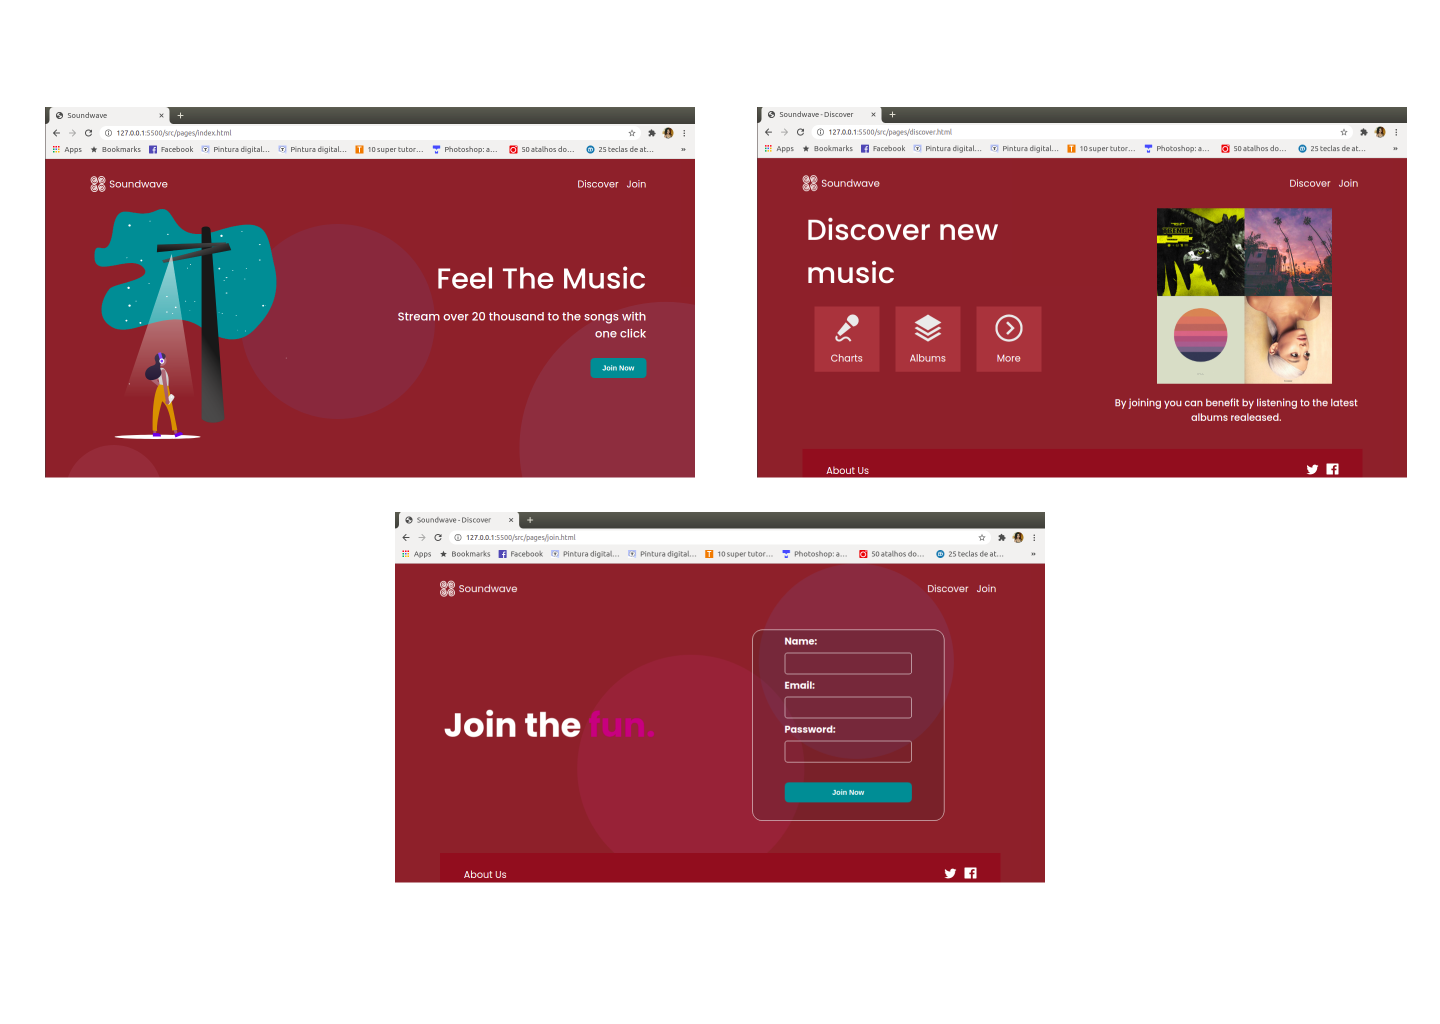 Soundwave
127.0.0.1:5500/src/pages/index.html
Apps Bookmarks Facebook Pintura digital... Pintura digital... 10 super tutor... Photoshop: a... 50 atalhos do... 25 teclas de at... »
Soundwave Discover Join
Feel The Music
Stream over 20 thousand to the songs with
one click
Join Now
Soundwave - Discover
127.0.0.1:5500/src/pages/discover.html
Apps Bookmarks Facebook Pintura digital... Pintura digital... 10 super tutor... Photoshop: a... 50 atalhos do... 25 teclas de at... »
Soundwave Discover Join
Discover new
music
Charts Albums More
TRENCH
By joining you can benefit by listening to the latest
albums realeased.
About Us
Soundwave - Discover
127.0.0.1:5500/src/pages/join.html
Apps Bookmarks Facebook Pintura digital... Pintura digital... 10 super tutor... Photoshop: a... 50 atalhos do... 25 teclas de at... »
Soundwave Discover Join
Join the fun.
Name:
Email:
Password:
Join Now
About Us